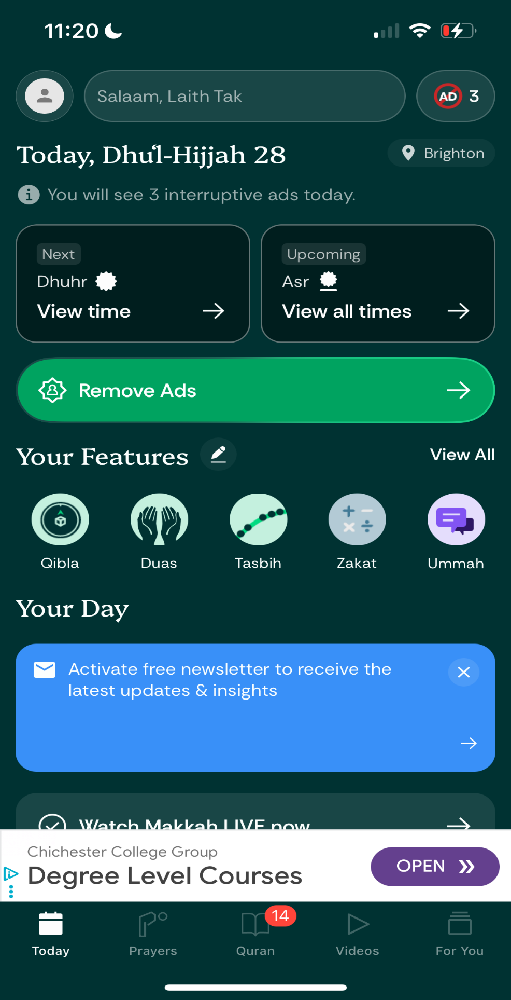 11:20
Salaam, Laith Tak
AD 3
Today, Dhu'l-Hijjah 28
Brighton
You will see 3 interruptive ads today.
Next
Dhuhr
View time
Upcoming
Asr
View all times
Remove Ads
Your Features
View All
Qibla
Duas
Tasbih
Zakat
Ummah
Your Day
Activate free newsletter to receive the
latest updates & insights
Watch Makkah LIVE now
Chichester College Group
Degree Level Courses
OPEN
14
Today
Prayers
Quran
Videos
For You